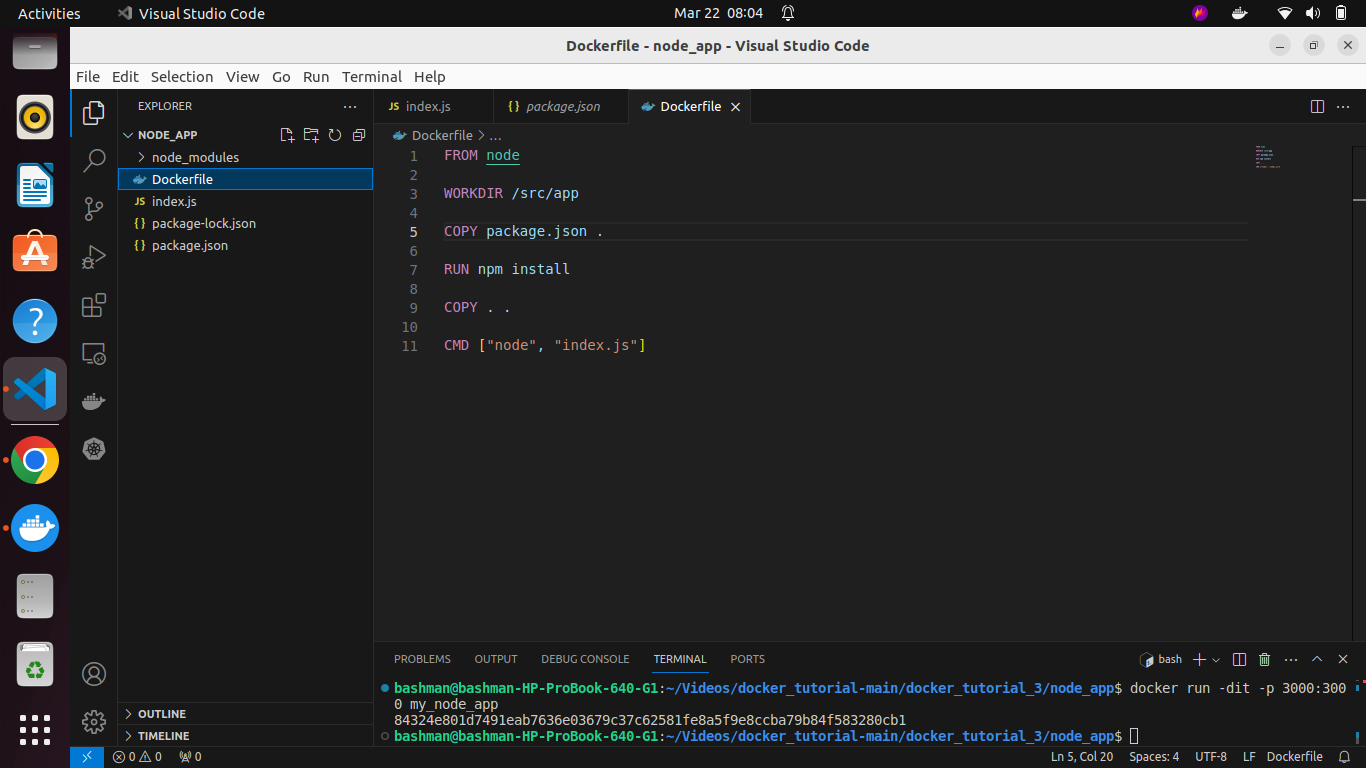 Activities Visual Studio Code Mar 22 08:04
Dockerfile - node_app - Visual Studio Code
File Edit Selection View Go Run Terminal Help
EXPLORER
NODE_APP
node_modules
Dockerfile
JS index.js
{} package-lock.json
{} package.json
OUTLINE
TIMELINE
JS index.js {} package.json Dockerfile
Dockerfile > ...
1 FROM node
2
3 WORKDIR /src/app
4
5 COPY package.json .
6
7 RUN npm install
8
9 COPY . .
10
11 CMD ["node", "index.js"]
PROBLEMS OUTPUT DEBUG CONSOLE TERMINAL PORTS bash
bashman@bashman-HP-ProBook-640-G1:~/Videos/docker_tutorial-main/docker_tutorial_3/node_app$ docker run -dit -p 3000:300
0 my_node_app
84324e801d7491eab7636e03679c37c62581fe8a5f9e8ccba79b84f583280cb1
bashman@bashman-HP-ProBook-640-G1:~/Videos/docker_tutorial-main/docker_tutorial_3/node_app$
0 0 0 Ln 5, Col 20 Spaces: 4 UTF-8 LF Dockerfile